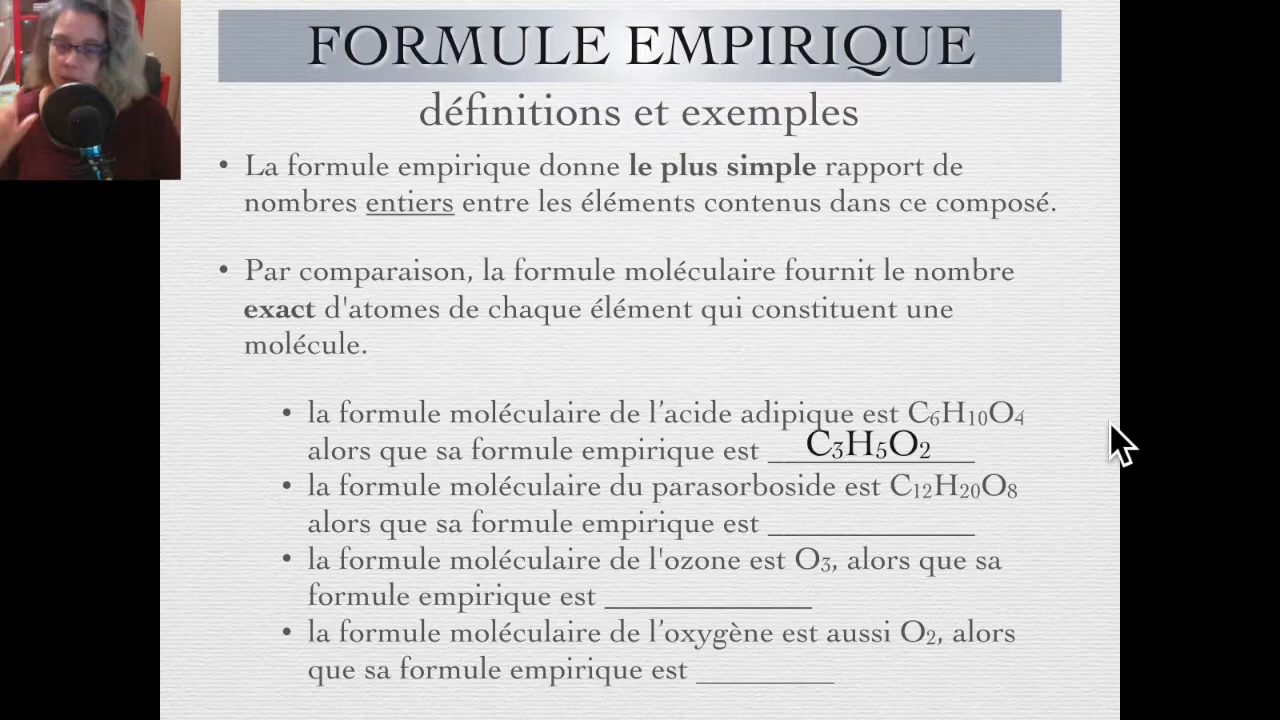 FORMULE EMPIRIQUE
définitions et exemples
• La formule empirique donne le plus simple rapport de
nombres entiers entre les éléments contenus dans ce composé.
• Par comparaison, la formule moléculaire fournit le nombre
exact d'atomes de chaque élément qui constituent une
molécule.
• la formule moléculaire de l’acide adipique est C₆H₁₀O₄
alors que sa formule empirique est C₃H₅O₂
• la formule moléculaire du parasorboside est C₁₂H₂₀O₈
alors que sa formule empirique est ____________
• la formule moléculaire de l'ozone est O₃, alors que sa
formule empirique est ____________
• la formule moléculaire de l’oxygène est aussi O₂, alors
que sa formule empirique est ________